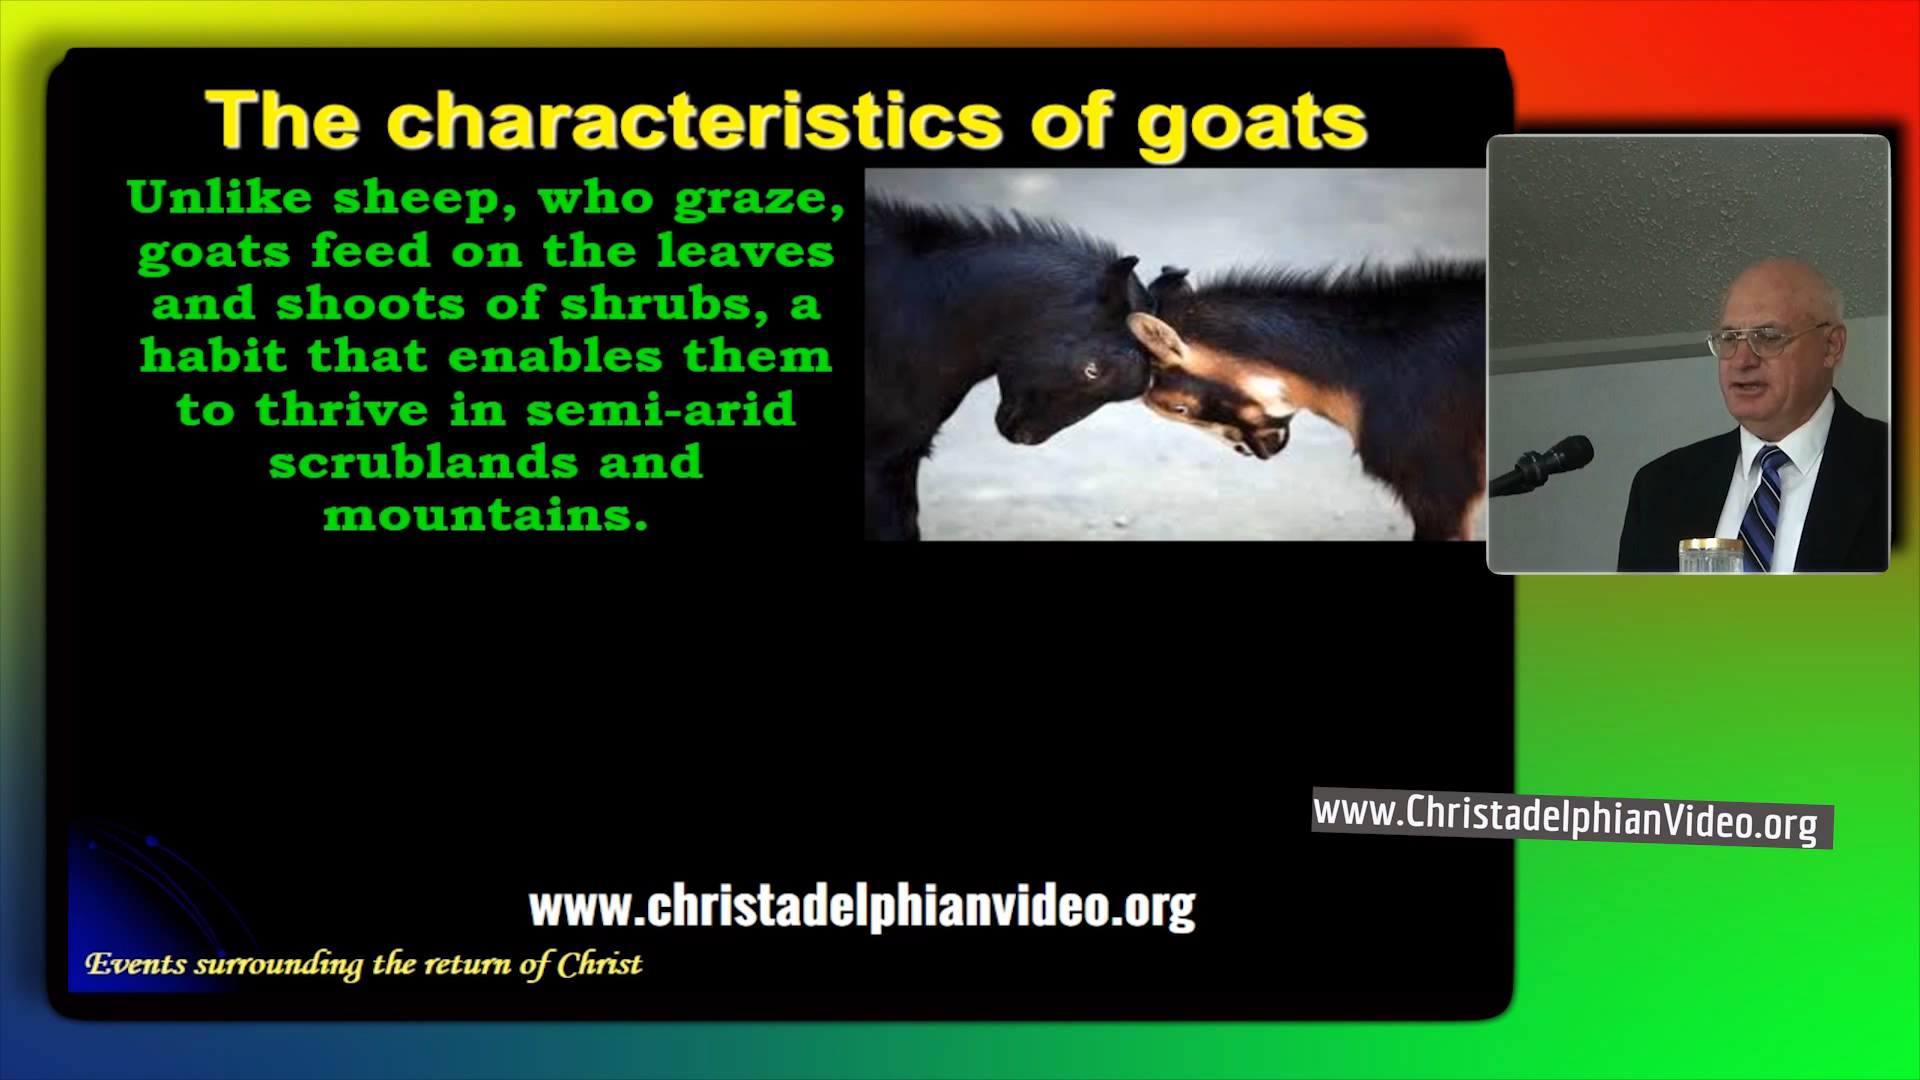 The characteristics of goats
Unlike sheep, who graze,
goats feed on the leaves
and shoots of shrubs, a
habit that enables them
to thrive in semi-arid
scrublands and
mountains.
www.ChristadelphianVideo.org
www.christadelphianvideo.org
Events surrounding the return of Christ